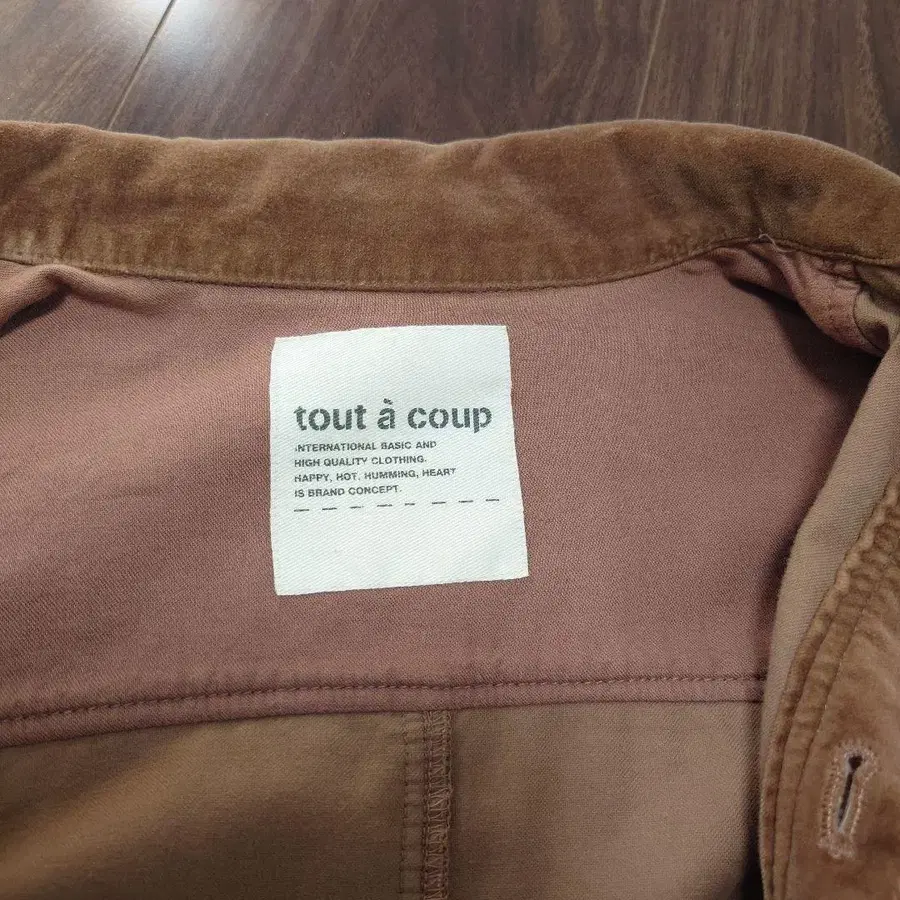 tout à coup
INTERNATIONAL BASIC AND
HIGH QUALITY CLOTHING.
HAPPY, HOT, HUMMING, HEART
IS BRAND CONCEPT.